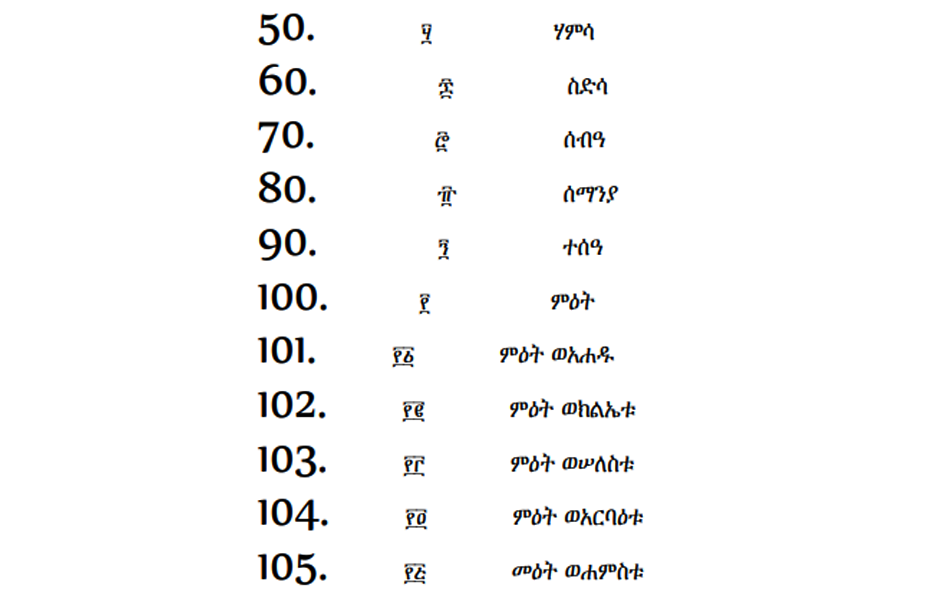 50. ፶ ሃምሳ
60. ፷ ስድሳ
70. ፸ ሰብዓ
80. ፹ ሰማንያ
90. ፺ ተሰዓ
100. ፻ ምዕት
101. ፻፩ ምዕት ወአሐዱ
102. ፻፪ ምዕት ወክልኤቱ
103. ፻፫ ምዕት ወሠለስቱ
104. ፻፬ ምዕት ወአርባዕቱ
105. ፻፭ መዕት ወሐምስቱ